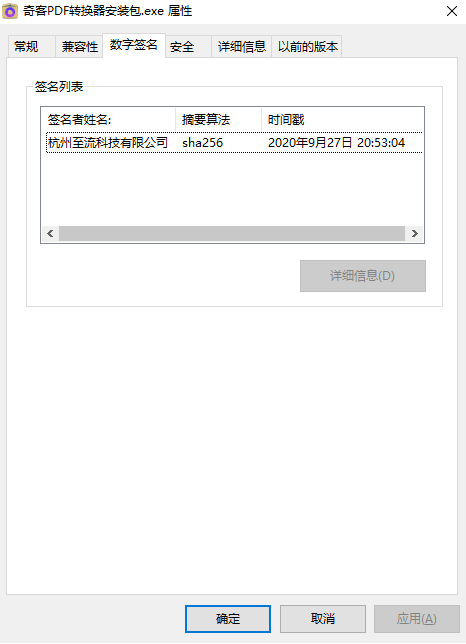 奇客PDF转换器安装包.exe 属性
常规 兼容性 数字签名 安全 详细信息 以前的版本
签名列表
签名者姓名: 摘要算法 时间戳
杭州至流科技有限公司 sha256 2020年9月27日 20:53:04
详细信息(D)
确定 取消 应用(A)